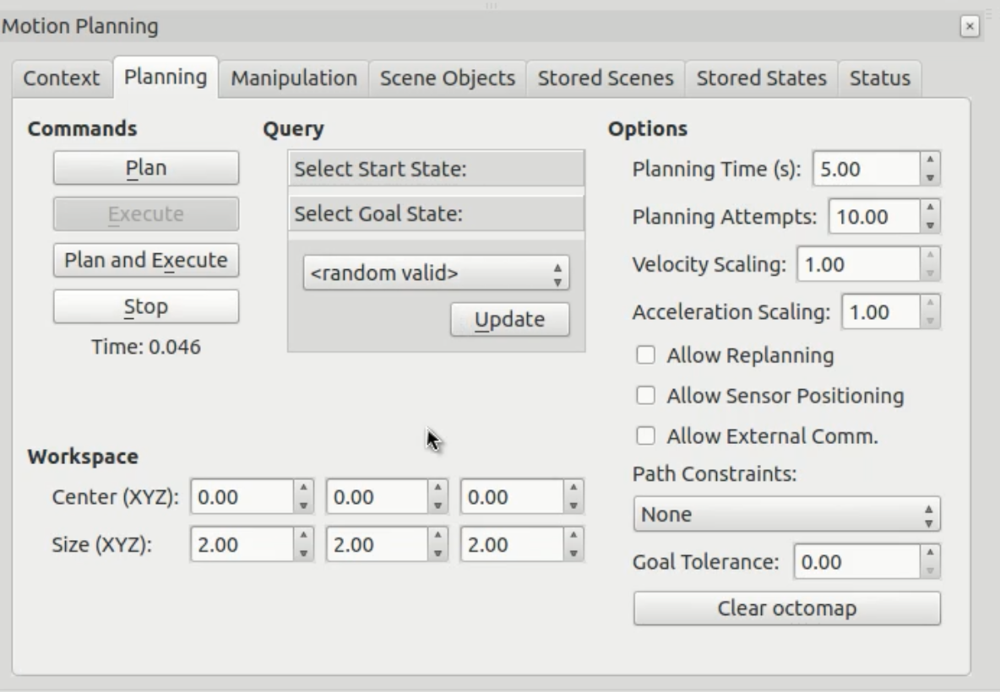 Motion Planning
Context Planning Manipulation Scene Objects Stored Scenes Stored States Status
Commands
Plan
Execute
Plan and Execute
Stop
Time: 0.046
Query
Select Start State:
Select Goal State:
<random valid>
Update
Options
Planning Time (s): 5.00
Planning Attempts: 10.00
Velocity Scaling: 1.00
Acceleration Scaling: 1.00
Allow Replanning
Allow Sensor Positioning
Allow External Comm.
Path Constraints:
None
Goal Tolerance: 0.00
Clear octomap
Workspace
Center (XYZ): 0.00 0.00 0.00
Size (XYZ): 2.00 2.00 2.00